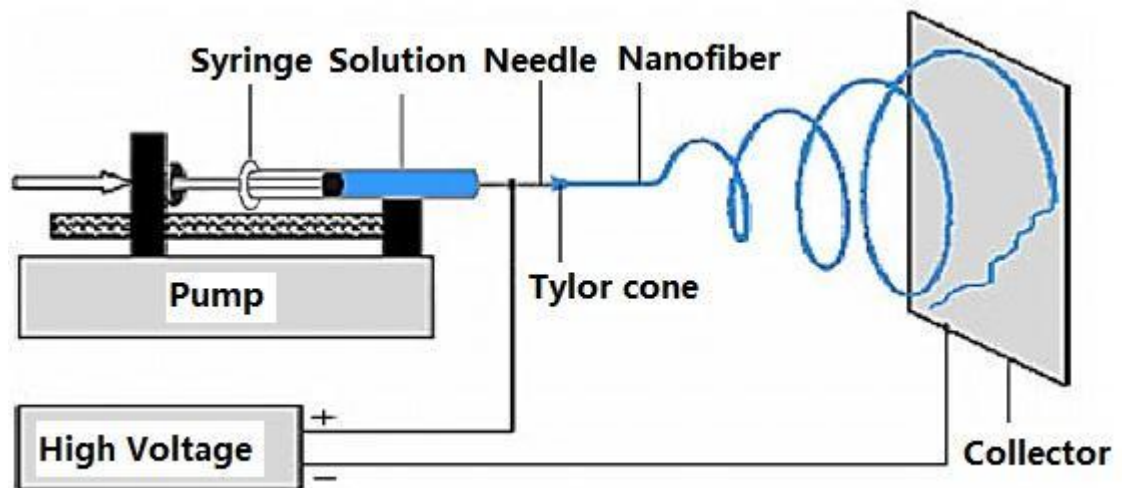 Syringe Solution Needle Nanofiber
Tylor cone
Pump
+
High Voltage
−
Collector